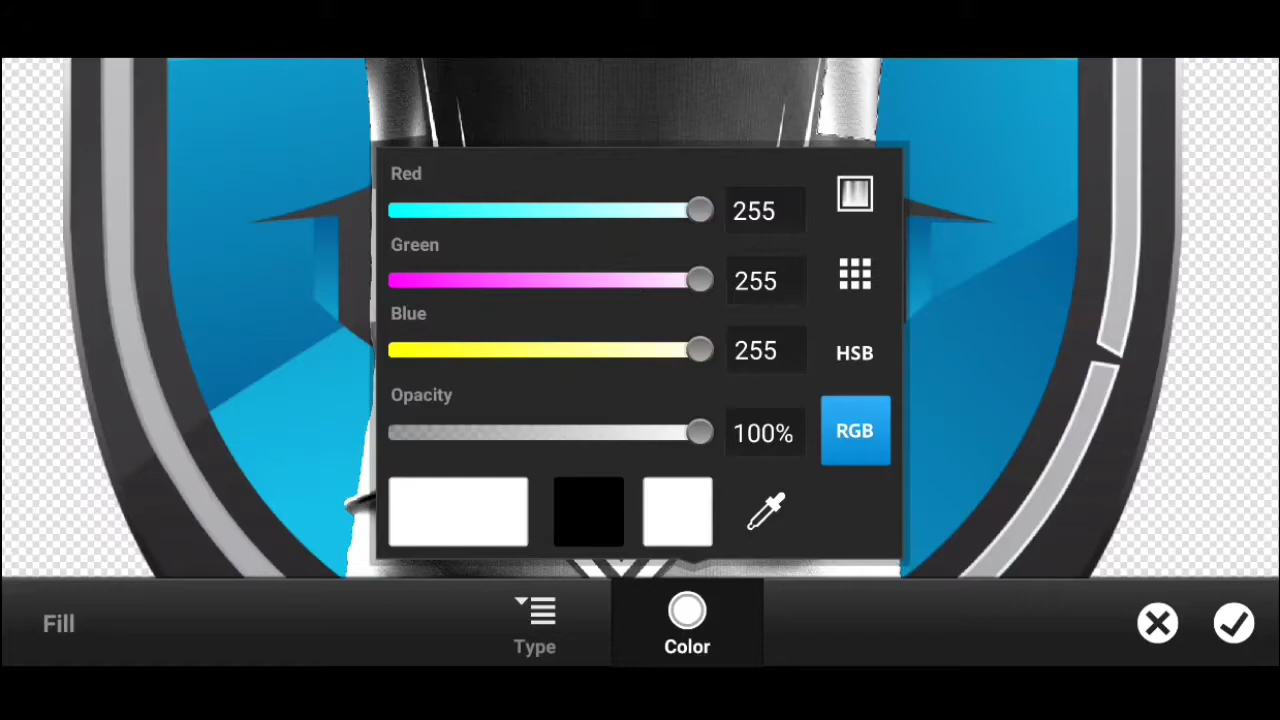 Red
255
Green
255
Blue
255
HSB
Opacity
100%
RGB
Fill
Type
Color